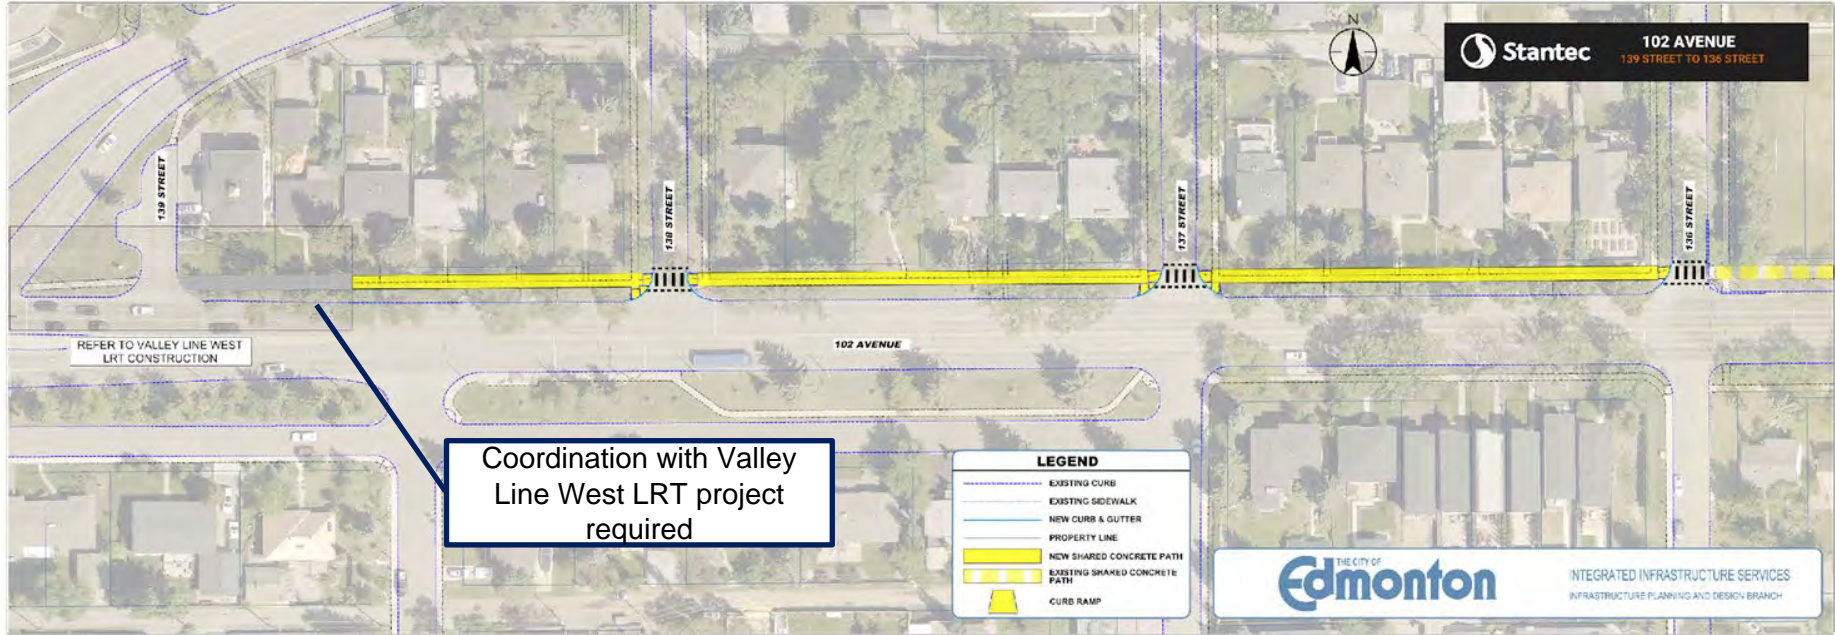 N
Stantec
102 AVENUE
139 STREET TO 136 STREET
139 STREET
138 STREET
137 STREET
136 STREET
REFER TO VALLEY LINE WEST
LRT CONSTRUCTION
102 AVENUE
Coordination with Valley
Line West LRT project
required
LEGEND
EXISTING CURB
EXISTING SIDEWALK
NEW CURB & GUTTER
PROPERTY LINE
NEW SHARED CONCRETE PATH
EXISTING SHARED CONCRETE
PATH
CURB RAMP
THE CITY OF
Edmonton
INTEGRATED INFRASTRUCTURE SERVICES
INFRASTRUCTURE PLANNING AND DESIGN BRANCH